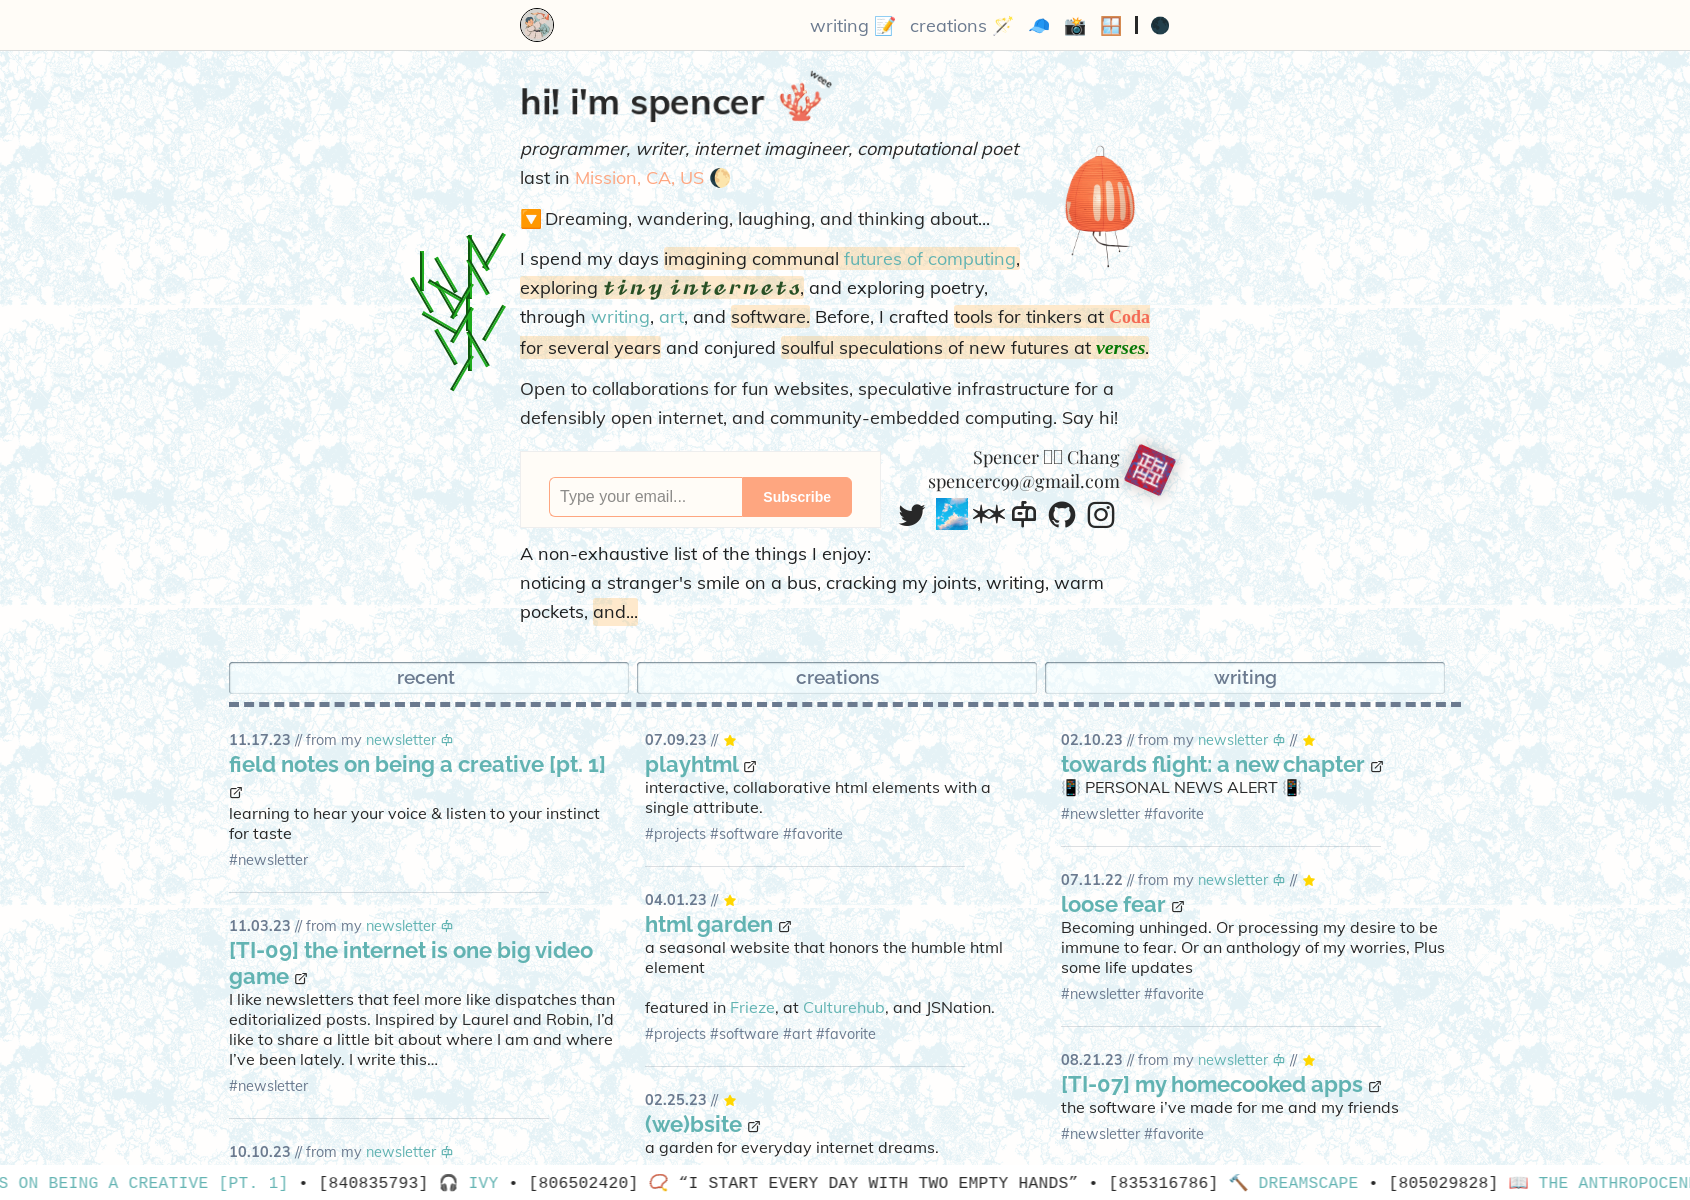 writing 📝 creations 🪄 🧢 📸 🪟 | 🌑
hi! i'm spencer
weee
programmer, writer, internet imagineer, computational poet
last in Mission, CA, US 🌔
🔽 Dreaming, wandering, laughing, and thinking about...
I spend my days imagining communal futures of computing,
exploring tiny internets, and exploring poetry,
through writing, art, and software. Before, I crafted tools for tinkers at Coda
for several years and conjured soulful speculations of new futures at verses.
Open to collaborations for fun websites, speculative infrastructure for a
defensibly open internet, and community-embedded computing. Say hi!
Type your email...
Subscribe
Spencer Chang
spencerc99@gmail.com
A non-exhaustive list of the things I enjoy:
noticing a stranger's smile on a bus, cracking my joints, writing, warm
pockets, and...
recent
creations
writing
11.17.23 // from my newsletter
field notes on being a creative [pt. 1]
learning to hear your voice & listen to your instinct
for taste
#newsletter
11.03.23 // from my newsletter
[TI-09] the internet is one big video
game
I like newsletters that feel more like dispatches than
editorialized posts. Inspired by Laurel and Robin, I'd
like to share a little bit about where I am and where
I've been lately. I write this...
#newsletter
10.10.23 // from my newsletter
07.09.23 // ⭐
playhtml
interactive, collaborative html elements with a
single attribute.
#projects #software #favorite
04.01.23 // ⭐
html garden
a seasonal website that honors the humble html
element
featured in Frieze, at Culturehub, and JSNation.
#projects #software #art #favorite
02.25.23 // ⭐
(we)bsite
a garden for everyday internet dreams.
02.10.23 // from my newsletter // ⭐
towards flight: a new chapter
📳 PERSONAL NEWS ALERT 📳
#newsletter #favorite
07.11.22 // from my newsletter // ⭐
loose fear
Becoming unhinged. Or processing my desire to be
immune to fear. Or an anthology of my worries, Plus
some life updates
#newsletter #favorite
08.21.23 // from my newsletter // ⭐
[TI-07] my homecooked apps
the software i've made for me and my friends
#newsletter #favorite
S ON BEING A CREATIVE [PT. 1] • [840835793] 🎧 IVY • [806502420] 📿 “I START EVERY DAY WITH TWO EMPTY HANDS” • [835316786] 🔨 DREAMSCAPE • [805029828] 📖 THE ANTHROPOCEN